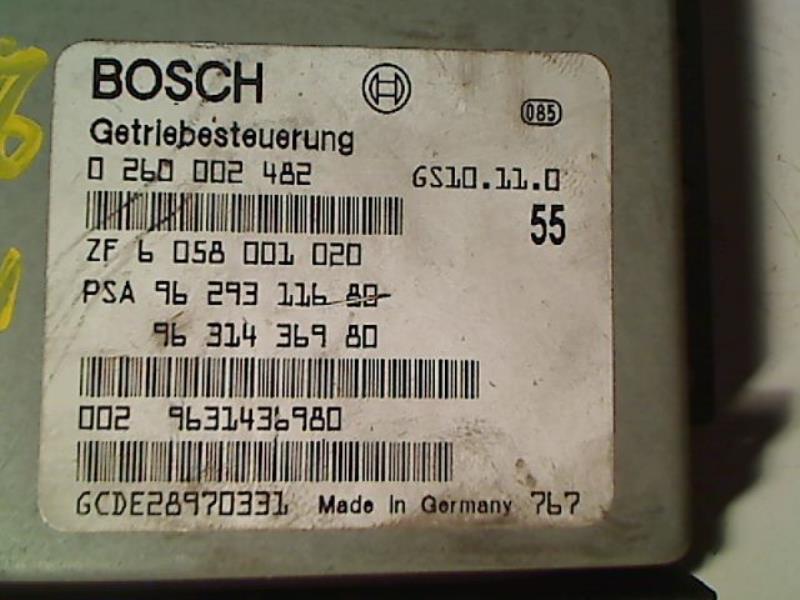 BOSCH
085
Getriebesteuerung
0 260 002 482 GS10.11.0
55
ZF 6 058 001 020
PSA 96 293 116 80
96 314 369 80
002 9631436980
GCDE28970331 Made in Germany 767